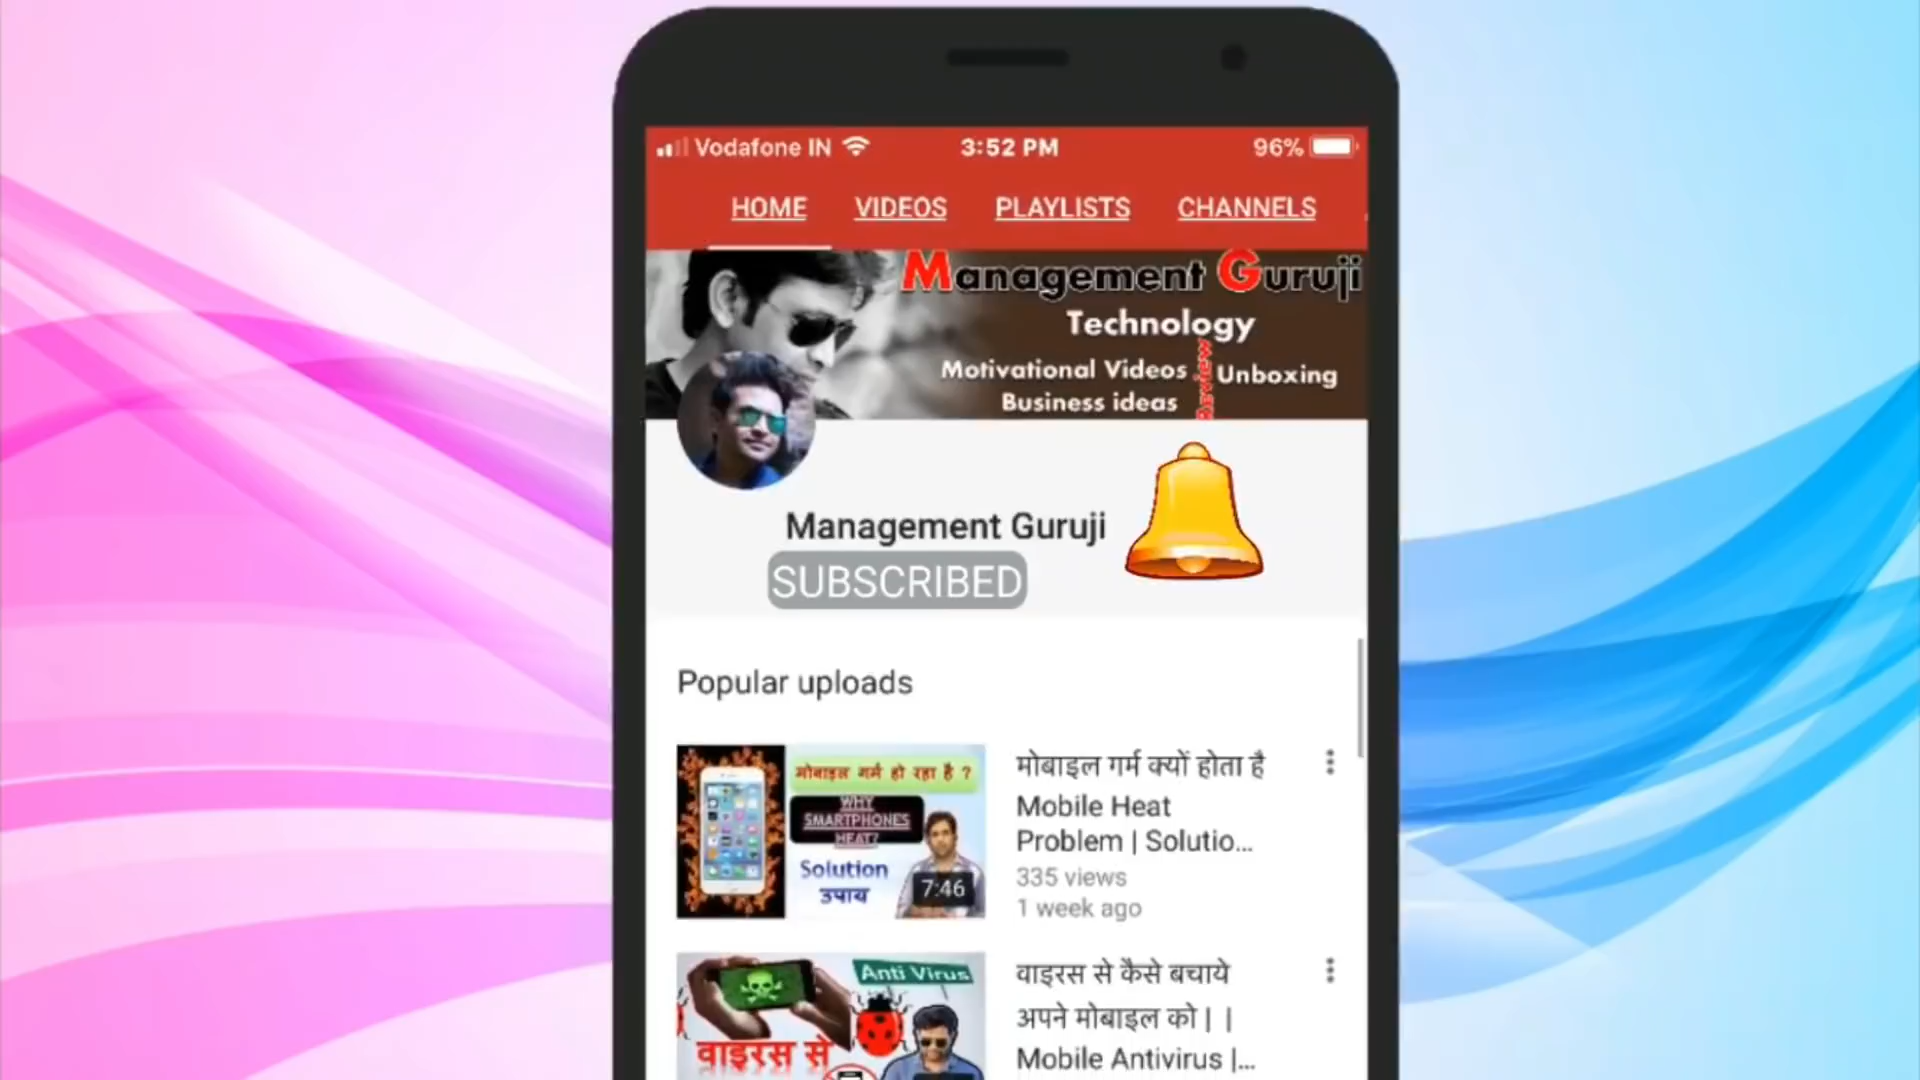 Vodafone IN
3:52 PM
96%
HOME VIDEOS PLAYLISTS CHANNELS
Management Guruji
Technology
Motivational Videos
Review
Unboxing
Business ideas
Management Guruji
SUBSCRIBED
Popular uploads
मोबाइल गर्म हो रहा है ?
WHY
SMARTPHONES
HEAT?
Solution
उपाय
7:46
मोबाइल गर्म क्यों होता है
Mobile Heat
Problem | Solutio...
335 views
1 week ago
Anti Virus
वाइरस से
वाइरस से कैसे बचाये
अपने मोबाइल को | |
Mobile Antivirus |...